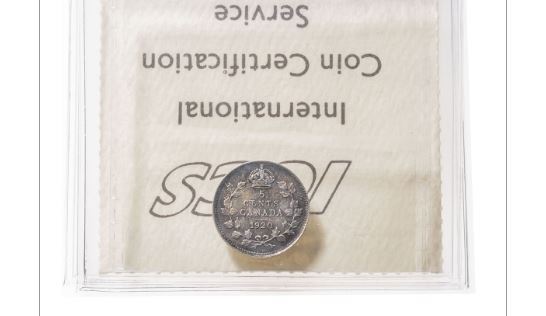 ICCS
International
Coin Certification
Service
5
CENTS
CANADA
1920